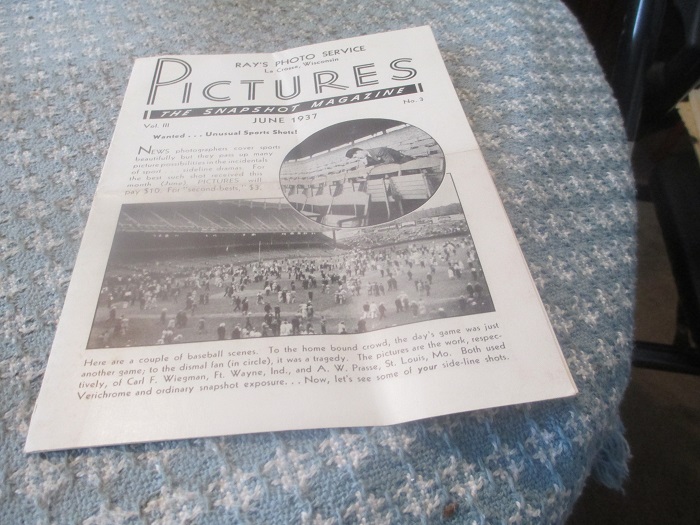 RAY'S PHOTO SERVICE
La Crosse, Wisconsin
PICTURES
THE SNAPSHOT MAGAZINE
Vol. III
JUNE 1937
No. 3
Wanted . . . Unusual Sports Shots!
NEWS photographers cover sports
beautifully but they pass up many
picture possibilities in the incidentals
of sport . . . sideline drama. For
the best such shot received this
month (June), PICTURES will
pay $10. For "second-bests," $3.
Here are a couple of baseball scenes. To the home bound crowd, the day's game was just
another game; to the dismal fan (in circle), it was a tragedy. The pictures are the work, respec-
tively, of Carl F. Wiegman, Ft. Wayne, Ind., and A. W. Prasse, St. Louis, Mo. Both used
Verichrome and ordinary snapshot exposure. . . Now, let's see some of your side-line shots.